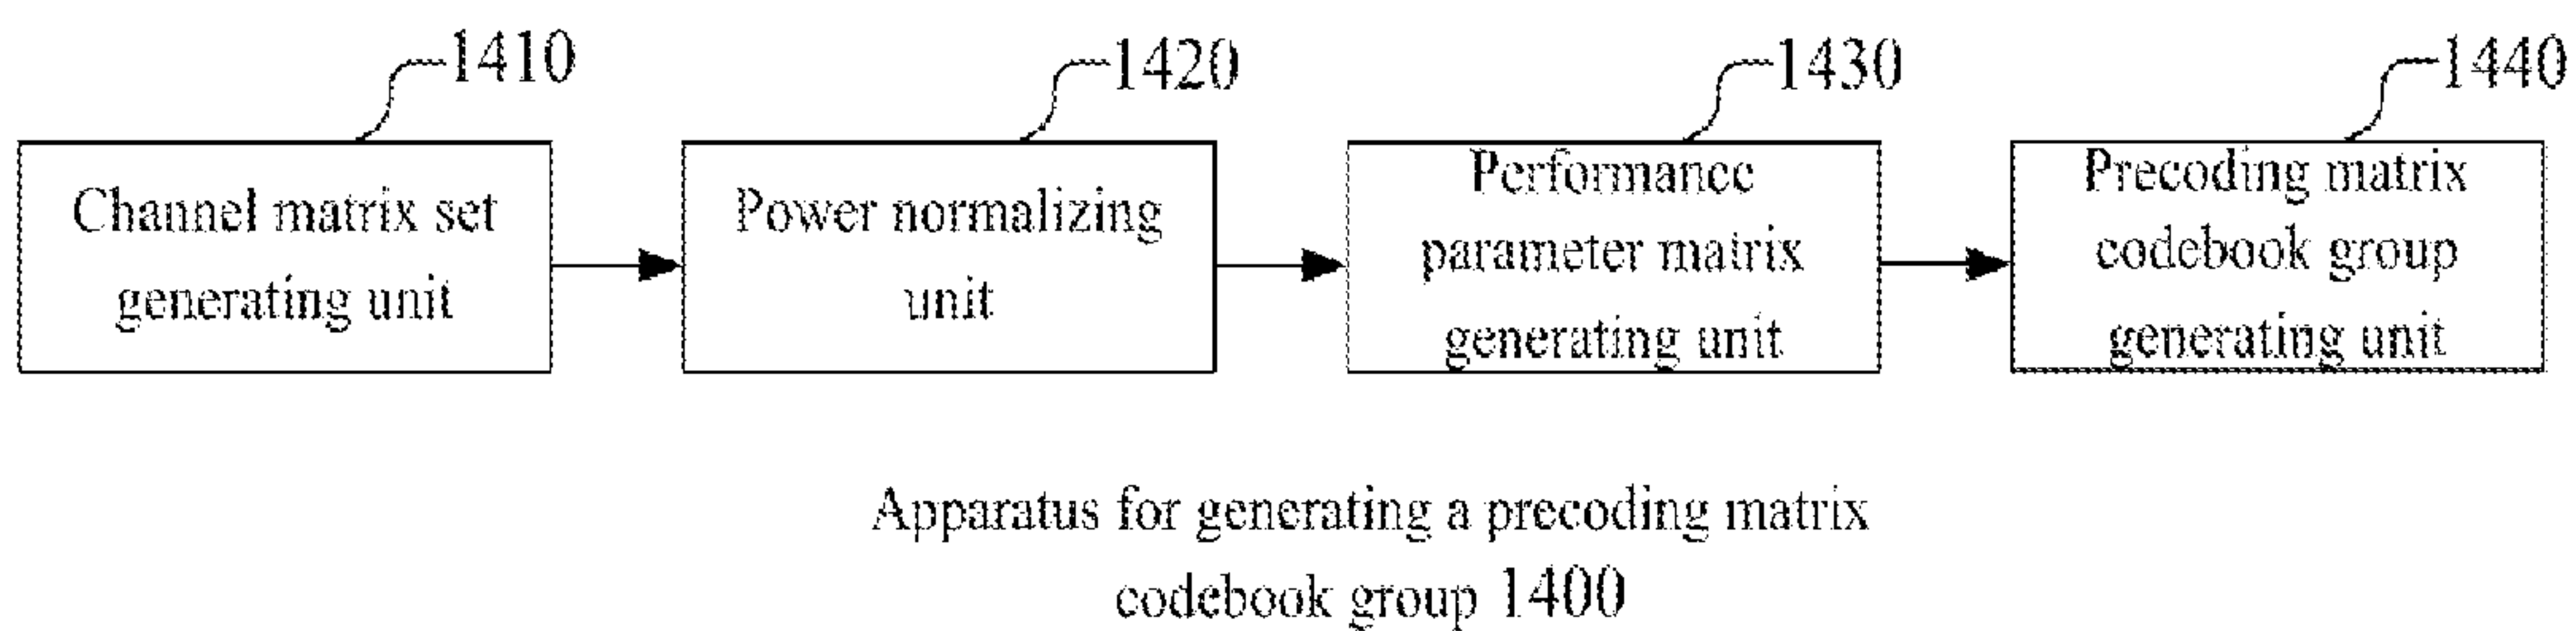 1410
1420
1430
1440
Channel matrix set
generating unit
Power normalizing
unit
Performance
parameter matrix
generating unit
Precoding matrix
codebook group
generating unit
Apparatus for generating a precoding matrix
codebook group 1400